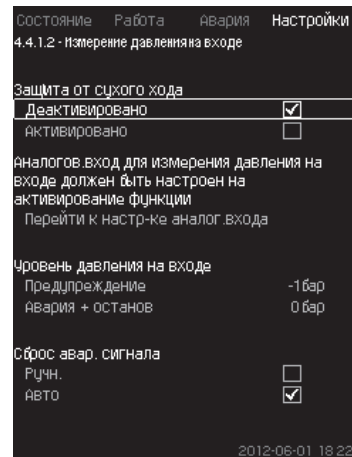 Состояние Работа Авария Настройки
4.4.1.2 - Измерение давления на входе
Защита от сухого хода
Деактивировано
Активировано
Аналогов.вход для измерения давления на
входе должен быть настроен на
активирование функции
Перейти к настр-ке аналог.входа
Уровень давления на входе
Предупреждение -1бар
Авария + останов 0бар
Сброс авар. сигнала
Ручн.
Авто
2012-06-01 18:22